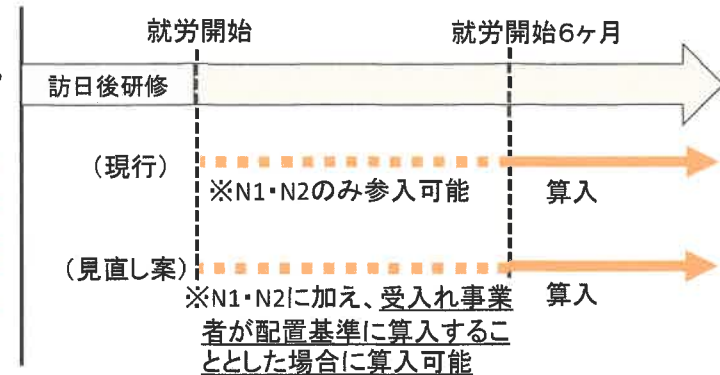 就労開始
就労開始6ヶ月
訪日後研修
(現行)
※N1・N2のみ参入可能
算入
(見直し案)
※N1・N2に加え、受入れ事業
者が配置基準に算入するこ
ととした場合に算入可能
算入